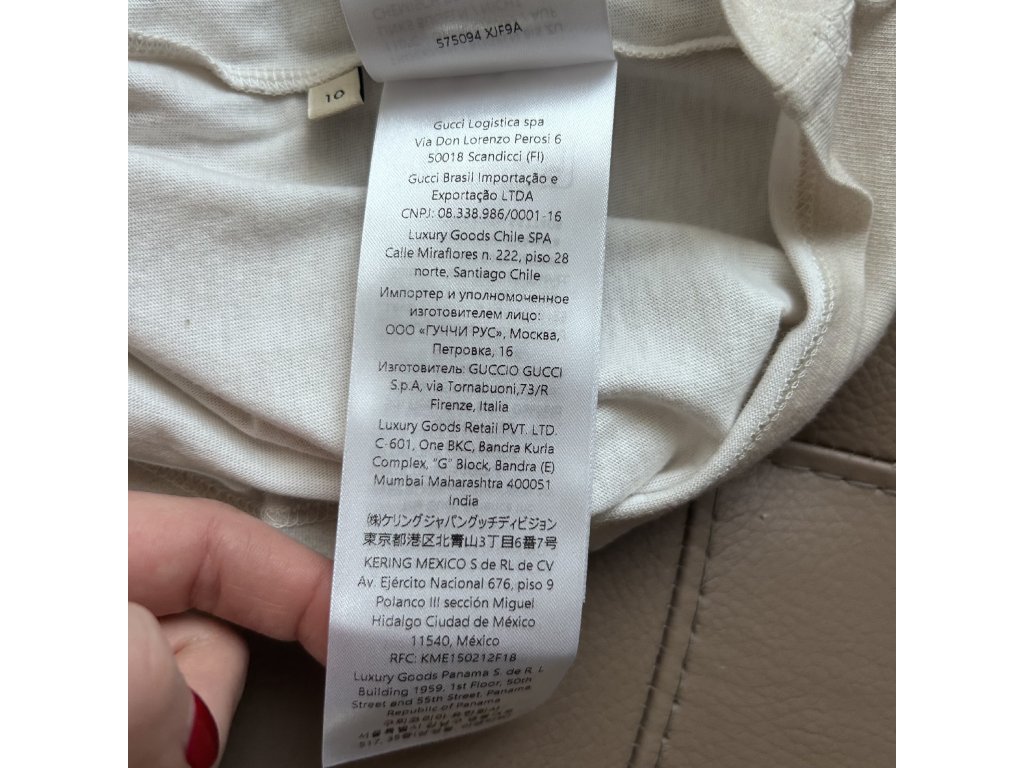 575094 XJF9A
10
Gucci Logistica spa
Via Don Lorenzo Perosi 6
50018 Scandicci (FI)
Gucci Brasil Importação e
Exportação LTDA
CNPJ: 08.338.986/0001-16
Luxury Goods Chile SPA
Calle Miraflores n. 222, piso 28
norte, Santiago Chile
Импортер и уполномоченное
изготовителем лицо:
ООО «ГУЧЧИ РУС», Москва,
Петровка, 16
Изготовитель: GUCCIO GUCCI
S.p.A, via Tornabuoni,73/R
Firenze, Italia
Luxury Goods Retail PVT. LTD.
C-601, One BKC, Bandra Kurla
Complex, "G" Block, Bandra (E)
Mumbai Maharashtra 400051
India
㈱ケリングジャパングッチディビジョン
東京都港区北青山3丁目6番7号
KERING MEXICO S de RL de CV
Av. Ejército Nacional 676, piso 9
Polanco III sección Miguel
Hidalgo Ciudad de México
11540, México
RFC: KME150212F18
Luxury Goods Panama S. de R. L
Building 1959, 1st Floor, 50th
Street and 55th Street. Panama
Republic of Panama